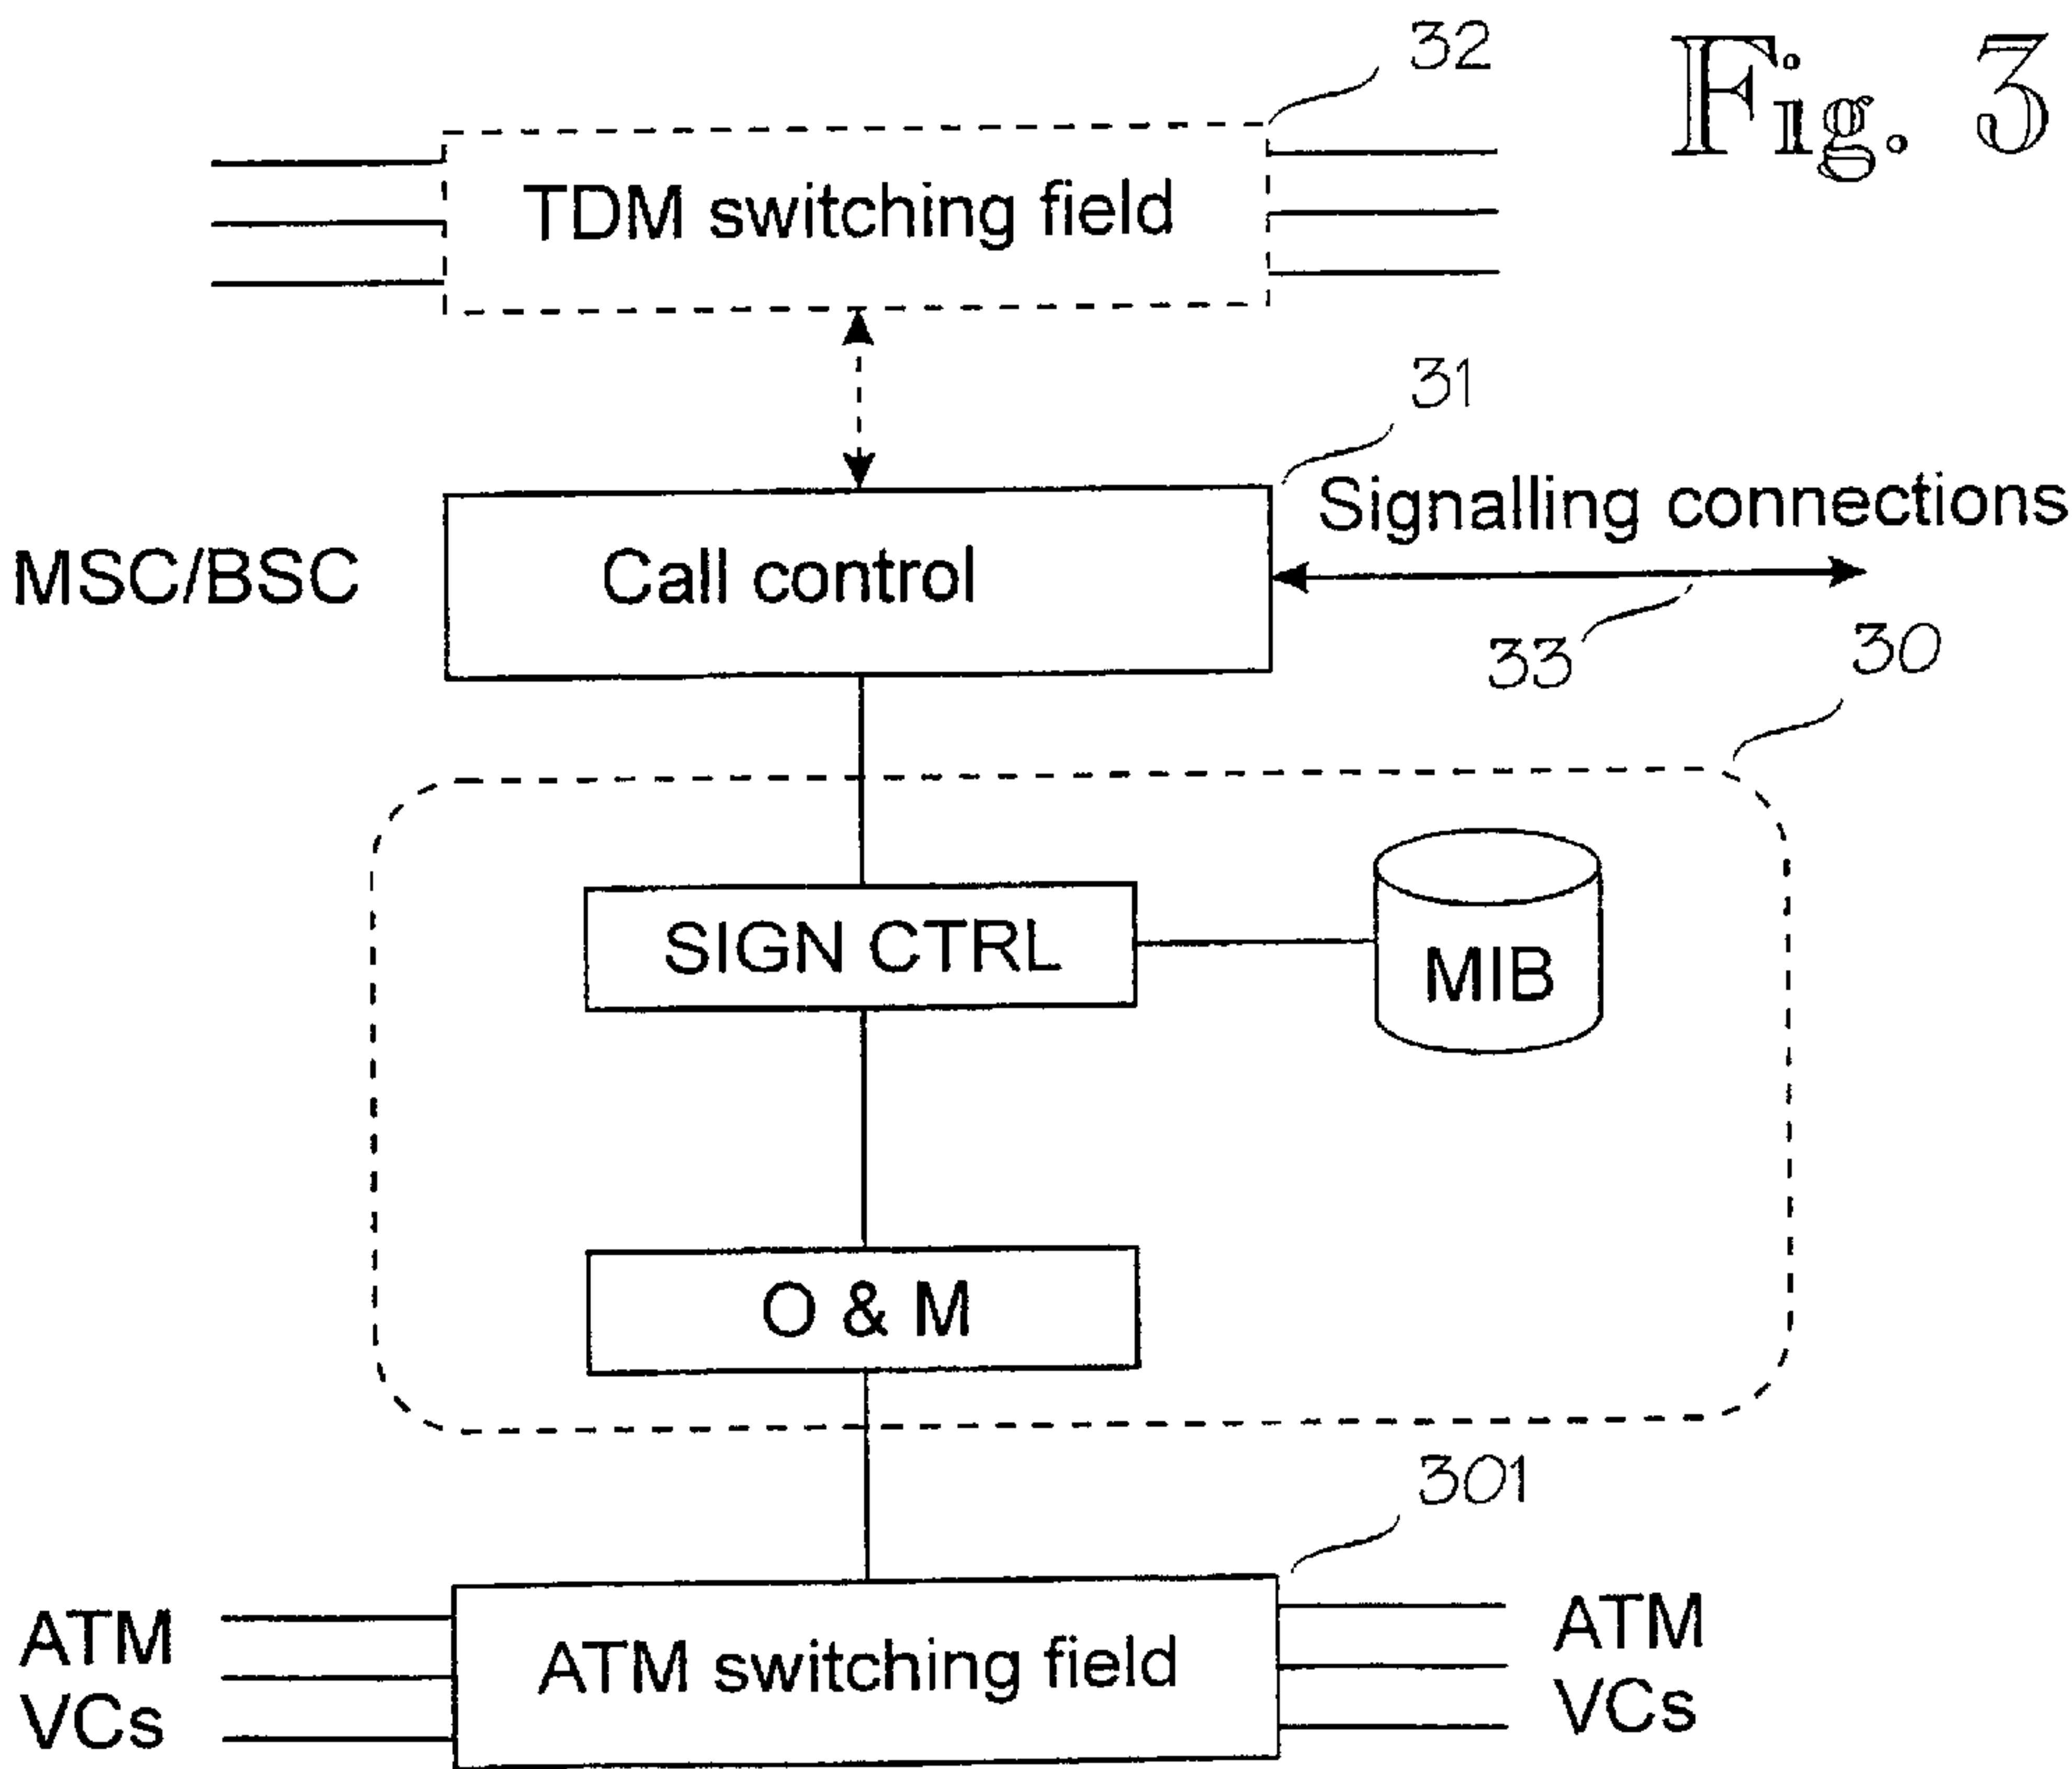 32
Fig. 3
TDM switching field
31
Signalling connections
MSC/BSC
Call control
33
30
SIGN CTRL
MIB
O & M
301
ATM
VCs
ATM switching field
ATM
VCs